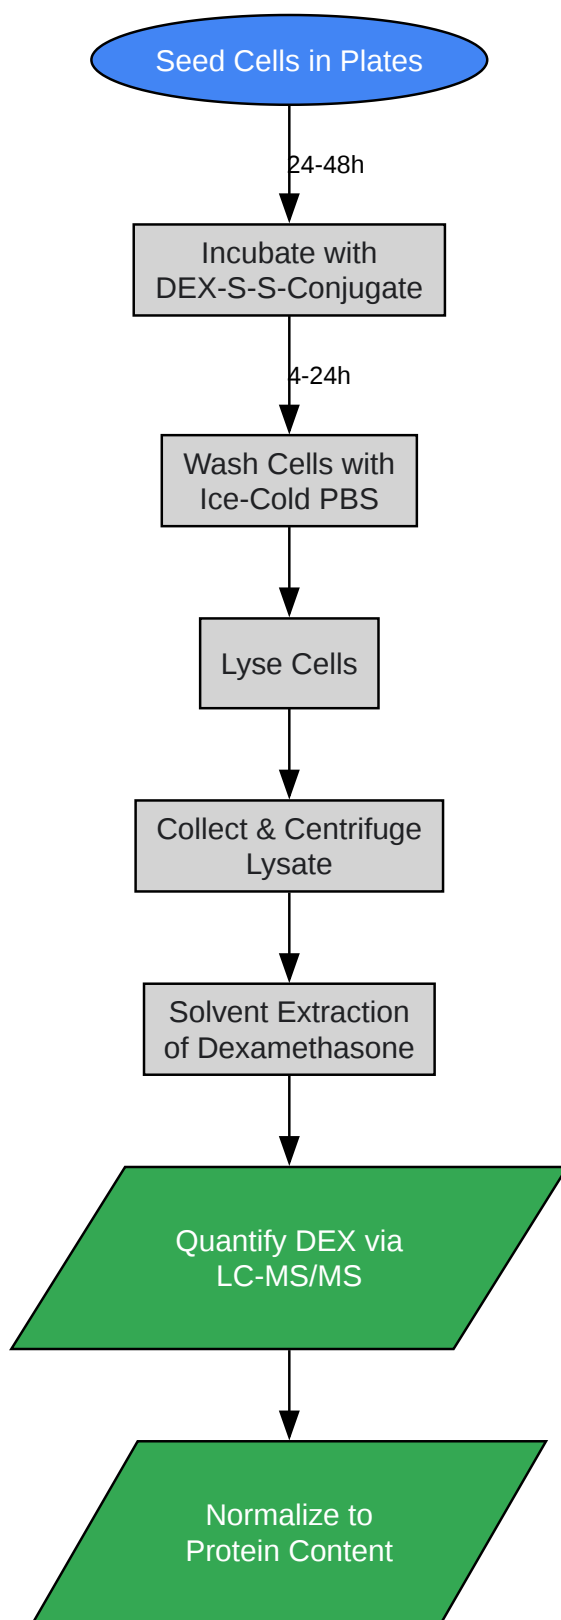 Seed Cells in Plates
24-48h
Incubate with
DEX-S-S-Conjugate
4-24h
Wash Cells with
Ice-Cold PBS
Lyse Cells
Collect & Centrifuge
Lysate
Solvent Extraction
of Dexamethasone
Quantify DEX via
LC-MS/MS
Normalize to
Protein Content